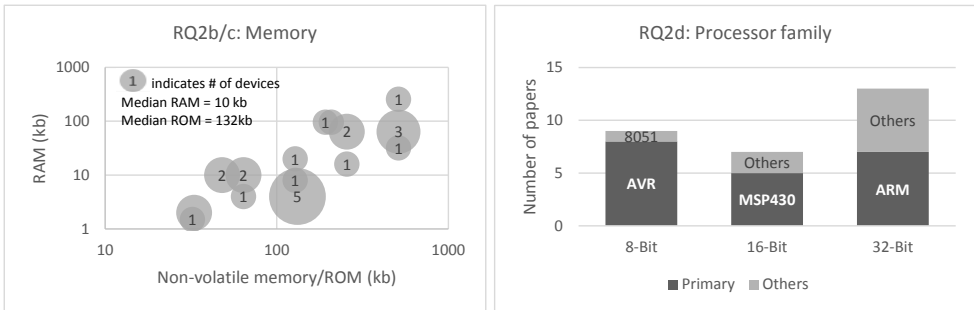 RQ2b/c: Memory
1000
100
10
1
RAM (kb)
1 indicates # of devices
Median RAM = 10 kb
Median ROM = 132kb
1
1
2
3
1
1
1
2
2
1
1
5
1
10
100
1000
Non-volatile memory/ROM (kb)
RQ2d: Processor family
15
10
5
0
Number of papers
8051
AVR
Others
MSP430
Others
ARM
8-Bit
16-Bit
32-Bit
Primary
Others